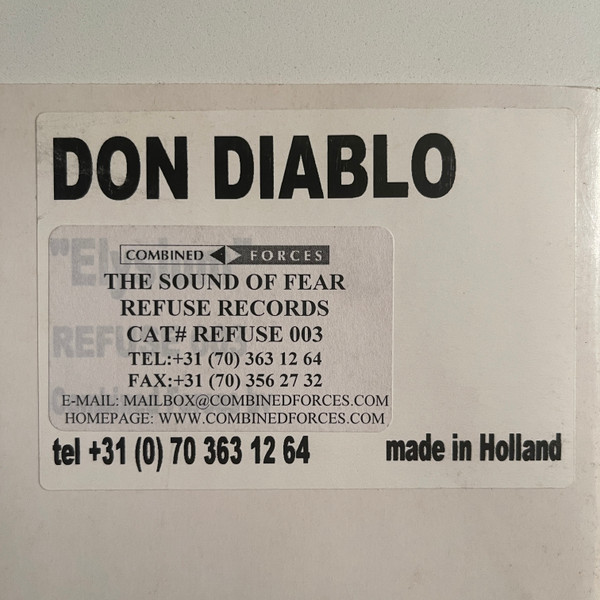 DON DIABLO
COMBINED FORCES
THE SOUND OF FEAR
REFUSE RECORDS
CAT# REFUSE 003
TEL:+31 (70) 363 12 64
FAX:+31 (70) 356 27 32
E-MAIL: MAILBOX@COMBINEDFORCES.COM
HOMEPAGE: WWW.COMBINEDFORCES.COM
tel +31 (0) 70 363 12 64
made in Holland